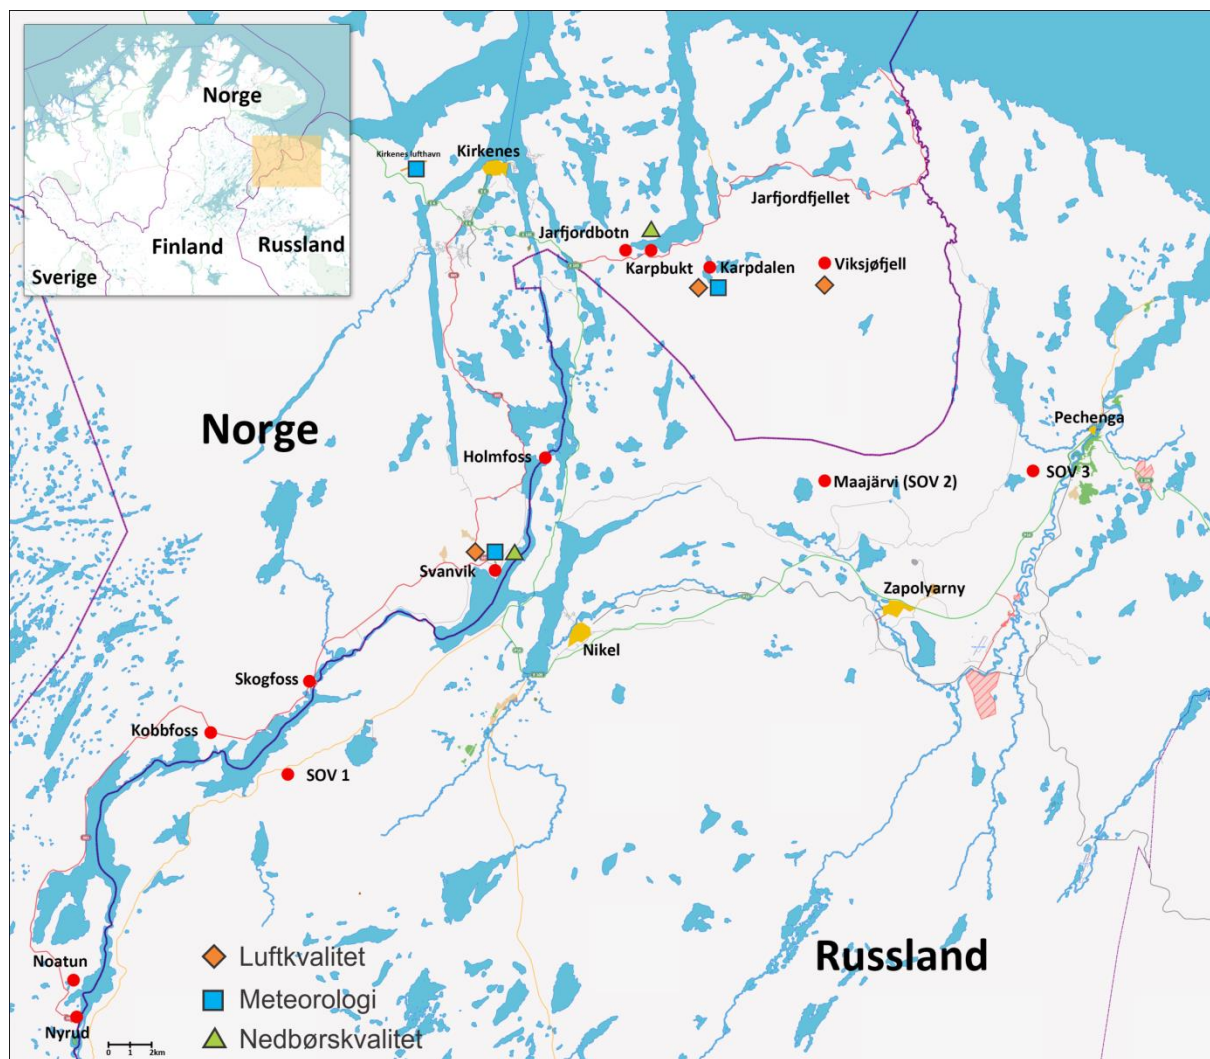 Norge
Finland
Russland
Sverige
Kirkenes lufthavn
Kirkenes
Jarfjordfjellet
Jarfjordbotn
Karpbukt
Karpdalen
Viksjøfjell
Norge
Pechenga
Holmfoss
Maajärvi (SOV 2)
SOV 3
Svanvik
Zapolyarny
Nikel
Skogfoss
Kobbfoss
SOV 1
Russland
Noatun
Nyrud
Luftkvalitet
Meteorologi
Nedbørskvalitet
0 1 2km